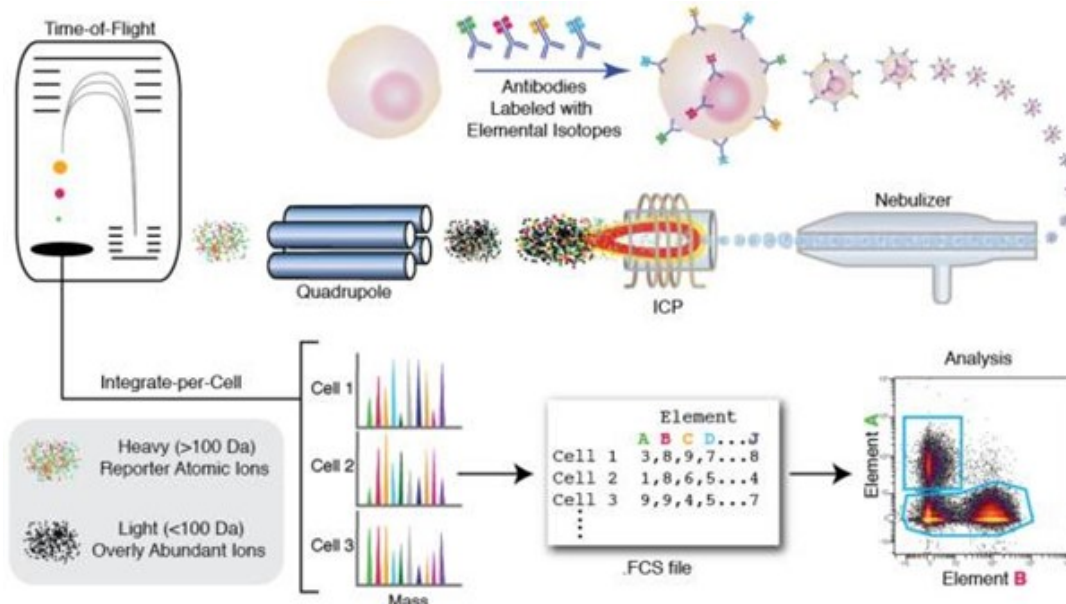 Time-of-Flight
Antibodies
Labeled with
Elemental Isotopes
Nebulizer
Quadrupole
ICP
Integrate-per-Cell
Heavy (>100 Da)
Reporter Atomic Ions
Light (<100 Da)
Overly Abundant Ions
Cell 1
Cell 2
Cell 3
Mass
Element
A B C D...J
Cell 1 3,8,9,7...8
Cell 2 1,8,6,5...4
Cell 3 9,9,4,5...7
.FCS file
Analysis
Element A
Element B